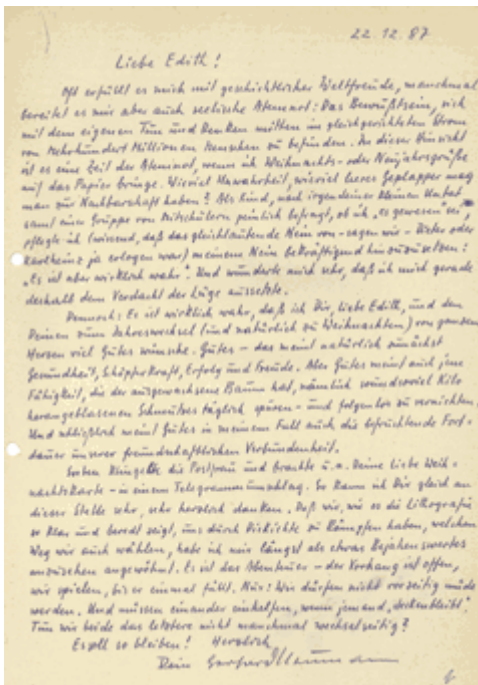 22.12.87
Liebe Edith!
Oft erfüllt es mich mit geschichtlicher Weltfreude, manchmal
bereitet es mir aber auch seelische Atemnot: Das Bewußtsein, sich
mit dem eigenen Tun und Denken mitten im gleichgerichteten Strom
von Mehrhundert Millionen Menschen zu befinden. In dieser Hinsicht
ist es eine Zeit der Atemnot, wenn ich Weihnachts- oder Neujahrsgrüße
auf das Papier bringe. Wieviel Unwahrheit, wieviel leeres Geplapper mag
man zur Nachbarschaft haben? Als Kind, nach irgendeiner kleinen Untat
samt einer Gruppe von Mitschülern peinlich befragt, ob ich „es gewesen sei",
pflegte ich (wissend, daß das gleichlautende Nein von – sagen wir – Dieter oder
Karlheinz ja erlogen war) meinem Nein bekräftigend hinzuzusetzen:
„Es ist aber wirklich wahr". Und wunderte mich sehr, daß ich mich gerade
deshalb dem Verdacht der Lüge aussetzte.
Dennoch: Es ist wirklich wahr, daß ich Dir, liebe Edith, und den
Deinen zum Jahreswechsel (und natürlich zu Weihnachten) von ganzem
Herzen viel Gutes wünsche. Gutes – das meint natürlich zunächst
Gesundheit, Schöpferkraft, Erfolg und Freude. Aber Gutes meint auch jene
Fähigkeit, die der ausgewachsene Baum hat, nämlich soundsoviel Kilo
herangeblasenen Schmutzes täglich spüren – und folgenlos zu vernichten.
Und schließlich meint Gutes in meinem Fall auch die befruchtende Fort-
dauer unserer freundschaftlichen Verbundenheit.
Soeben klingelte die Postfrau und brachte u.a. Deine liebe Weih-
nachtskarte – in einem Telegrammumschlag. So kann ich Dir gleich an
dieser Stelle sehr, sehr herzlich danken. Daß wir, wie es die Lithografie
so klar und beredt zeigt, uns durch Dickichte zu kämpfen haben, welchen
Weg wir auch wählen, habe ich mir längst als etwas Bejahenswertes
anzusehen angewöhnt. Es ist das Abenteuer – der Vorhang ist offen,
wir spielen, bis er einmal fällt. Nur: Wir dürfen nicht vorzeitig müde
werden. Und müssen einander einhelfen, wenn jemand „steckenbleibt".
Tun wir beide das letztere nicht manchmal wechselseitig?
Es soll so bleiben! Herzlich
Dein Gerhard